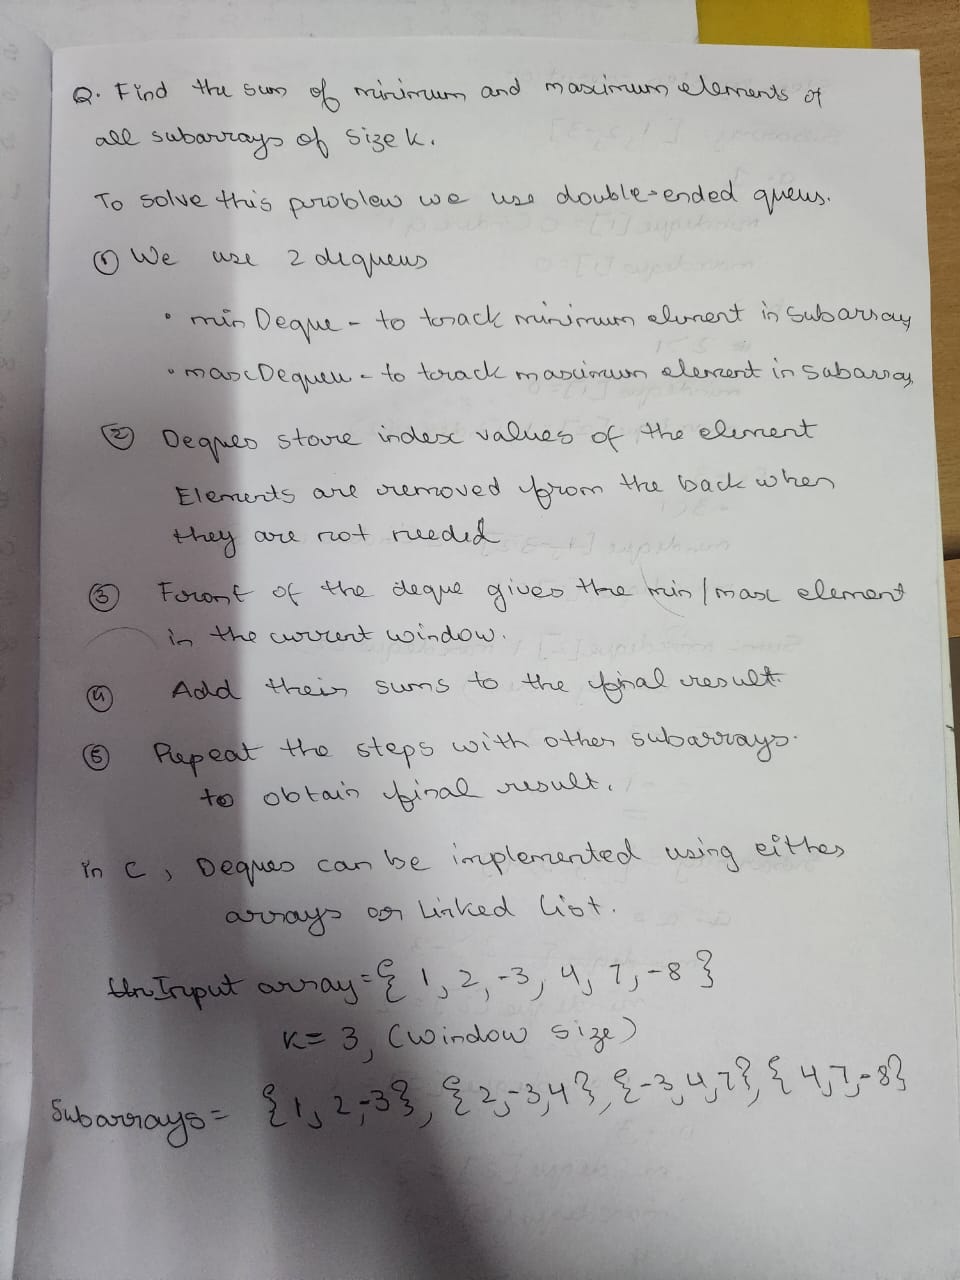 Q. Find the sum of minimum and maximum elements of
all subarrays of size k.
To solve this problem we use double-ended queus.
① We use 2 dequeus
• min Deque - to track minimum element in Subarray
• maxDequeu - to track maximum element in Subarray
② Deques store index values of the element
Elements are removed from the back when
they are not needed
③ Front of the deque gives the min/max element
in the current window.
④ Add their sums to the final result.
⑤ Repeat the steps with other subarrays.
to obtain final result.
in C, Deques can be implemented using either
arrays or Linked list.
Input array = { 1, 2, -3, 4, 7, -8 }
K = 3, (window size)
Subarrays = {1, 2, -3}, {2, -3, 4}, {-3, 4, 7}, {4, 7, -8}